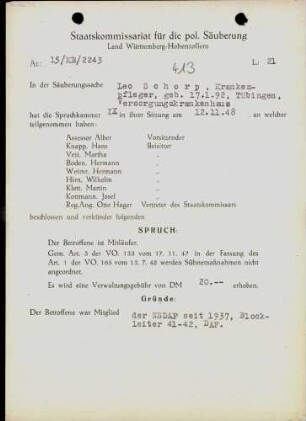 Staatskommissariat für die pol. Säuberung
Land Württemberg-Hohenzollern
Az: 15/ /2243
L: 21
413
In der Säuberungssache Leo Schorp, Kranken-
pfleger, geb. 17.1.92, Tübingen,
Versorgungskrankenhaus
hat die Spruchkammer IX in ihrer Sitzung am 12.11.48 an welcher
teilgenommen haben:
Assessor Alber Vorsitzender
Knapp, Hans Beisitzer
Veit, Martha „
Boden, Hermann „
Weimer, Hermann „
Hirn, Wilhelm „
Klett, Martin „
Kottmann, Josef „
Reg.Ang. Otto Hager Vertreter des Staatskommissars
beschlossen und verkündet folgenden
SPRUCH:
Der Betroffene ist Mitläufer.
Gem. Art. 3 der VO. 133 vom 17. 11. 47 in der Fassung des
Art. 1 der VO. 165 vom 13. 7. 48 werden Sühnemaßnahmen nicht
angeordnet.
Es wird eine Verwaltungsgebühr von DM 20.-- erhoben.
Gründe:
Der Betroffene war Mitglied der NSDAP seit 1937, Block-
leiter 41-42, DAF.